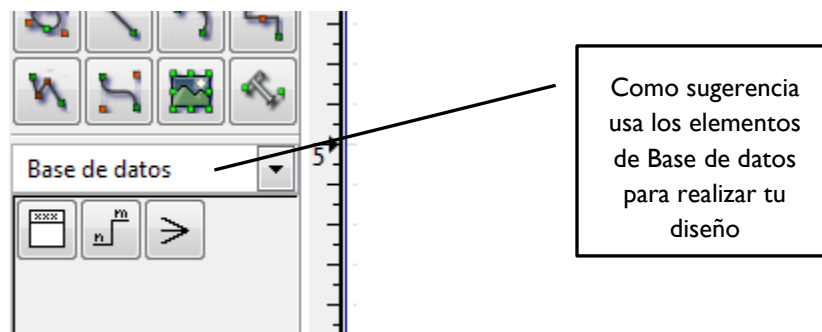 Base de datos
5
xxx
n m
Como sugerencia
usa los elementos
de Base de datos
para realizar tu
diseño